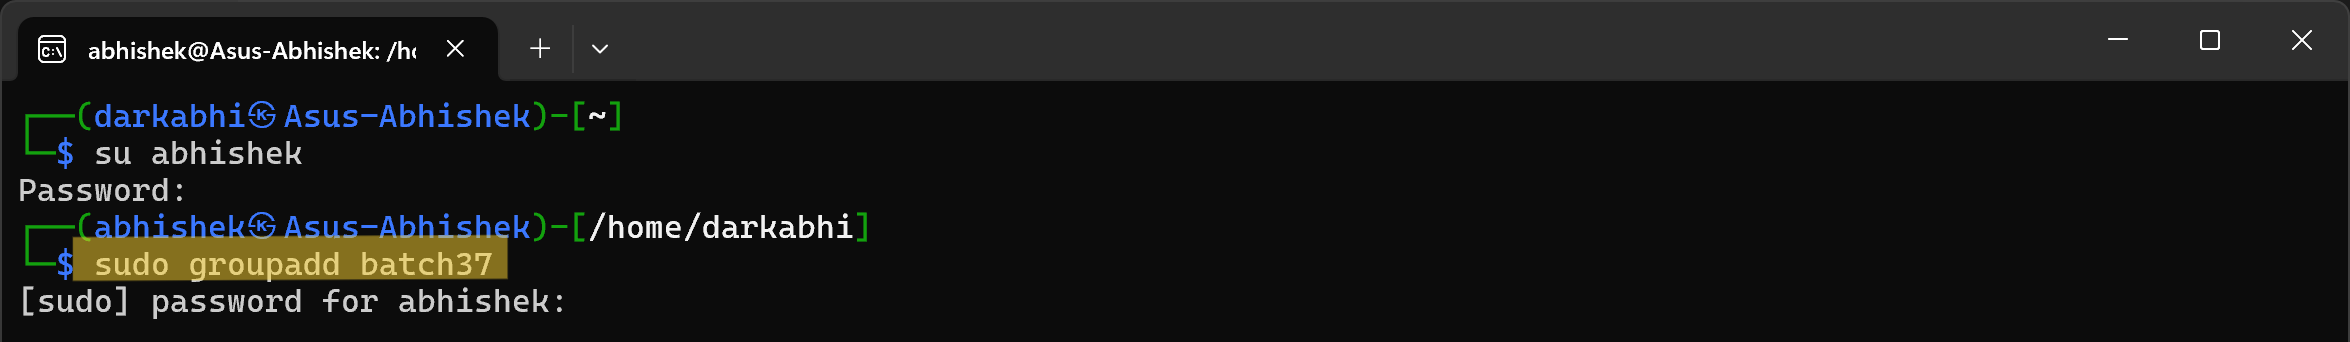 abhishek@Asus-Abhishek: /ho
┌──(darkabhi㉿Asus-Abhishek)-[~]
└─$ su abhishek
Password:
┌──(abhishek㉿Asus-Abhishek)-[/home/darkabhi]
└─$ sudo groupadd batch37
[sudo] password for abhishek: